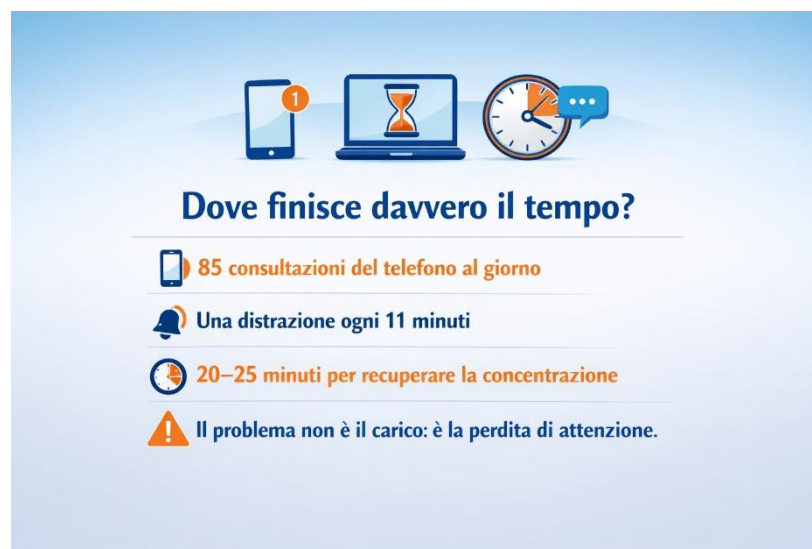 1
Dove finisce davvero il tempo?
85 consultazioni del telefono al giorno
Una distrazione ogni 11 minuti
20–25 minuti per recuperare la concentrazione
Il problema non è il carico: è la perdita di attenzione.